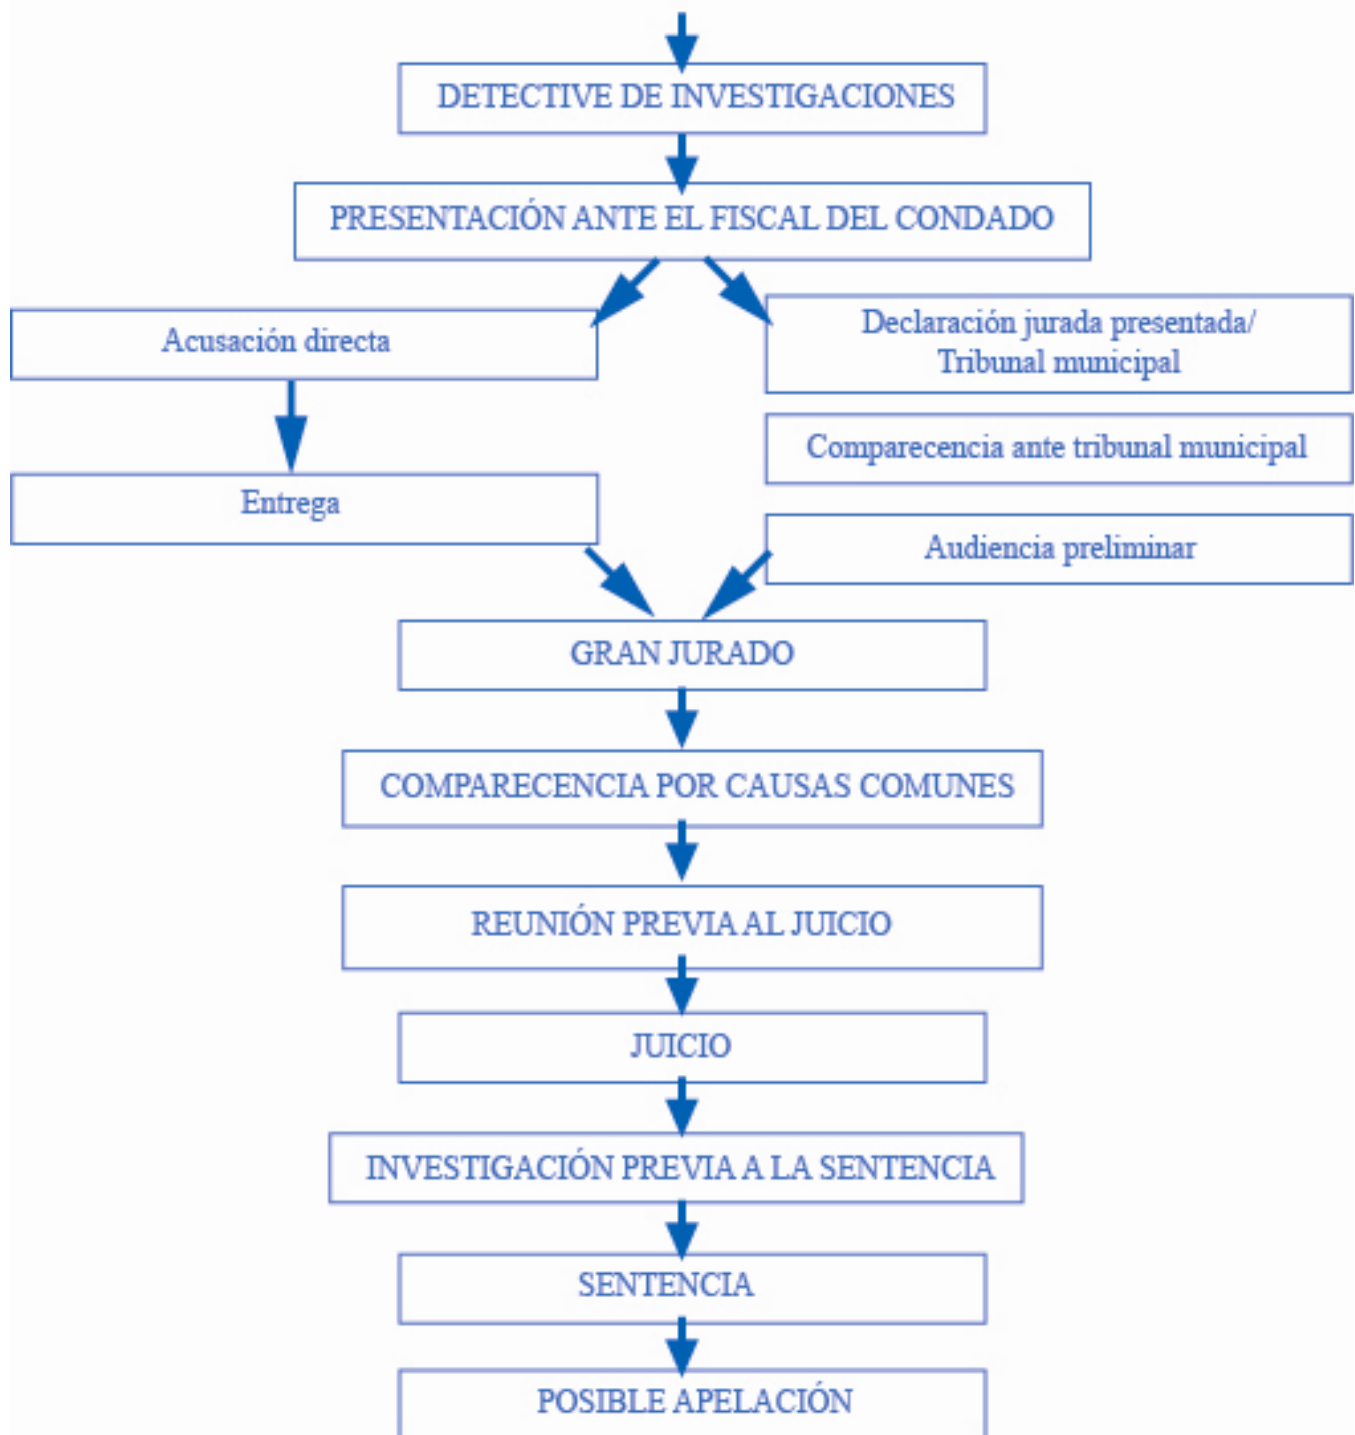 DETECTIVE DE INVESTIGACIONES
PRESENTACIÓN ANTE EL FISCAL DEL CONDADO
Acusación directa
Declaración jurada presentada/
Tribunal municipal
Comparecencia ante tribunal municipal
Entrega
Audiencia preliminar
GRAN JURADO
COMPARECENCIA POR CAUSAS COMUNES
REUNIÓN PREVIA AL JUICIO
JUICIO
INVESTIGACIÓN PREVIA A LA SENTENCIA
SENTENCIA
POSIBLE APELACIÓN